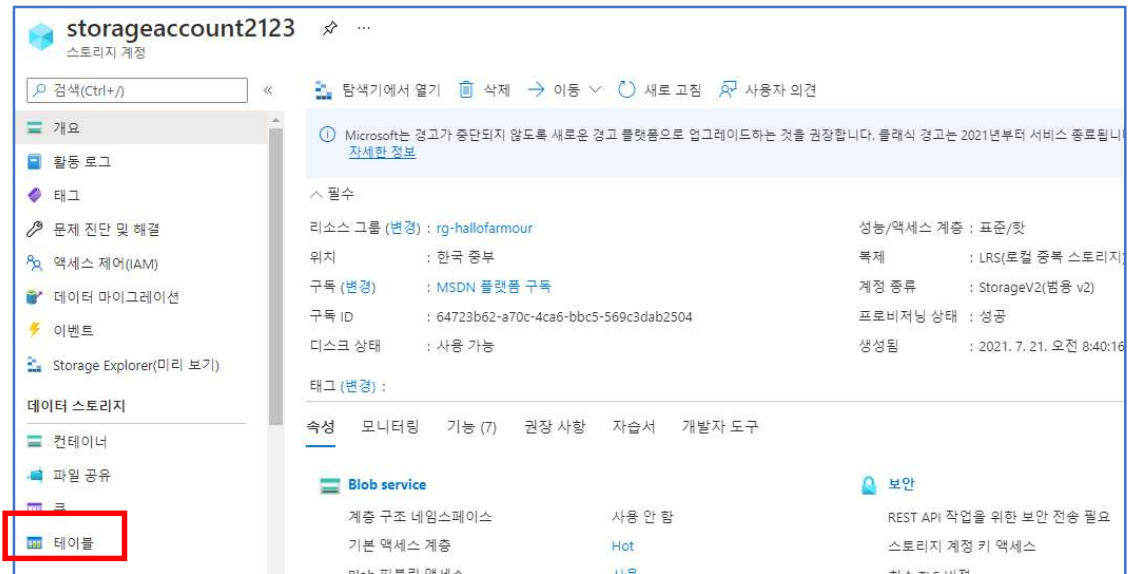 storageaccount2123 ...
스토리지 계정
검색(Ctrl+/) «
탐색기에서 열기 삭제 이동 새로 고침 사용자 의견
개요
활동 로그
태그
문제 진단 및 해결
액세스 제어(IAM)
데이터 마이그레이션
이벤트
Storage Explorer(미리 보기)
데이터 스토리지
컨테이너
파일 공유
큐
테이블
Microsoft는 경고가 중단되지 않도록 새로운 경고 플랫폼으로 업그레이드하는 것을 권장합니다. 클래식 경고는 2021년부터 서비스 종료됩니
자세한 정보
필수
리소스 그룹 (변경) : rg-hallofarmour
위치 : 한국 중부
구독 (변경) : MSDN 플랫폼 구독
구독 ID : 64723b62-a70c-4ca6-bbc5-569c3dab2504
디스크 상태 : 사용 가능
성능/액세스 계층 : 표준/핫
복제 : LRS(로컬 중복 스토리지)
계정 종류 : StorageV2(범용 v2)
프로비저닝 상태 : 성공
생성됨 : 2021. 7. 21. 오전 8:40:16
태그 (변경) :
속성 모니터링 기능 (7) 권장 사항 자습서 개발자 도구
Blob service
계층 구조 네임스페이스 사용 안 함
기본 액세스 계층 Hot
Blob 퍼블릭 액세스 사용
보안
REST API 작업을 위한 보안 전송 필요
스토리지 계정 키 액세스
최소 TLS 버전